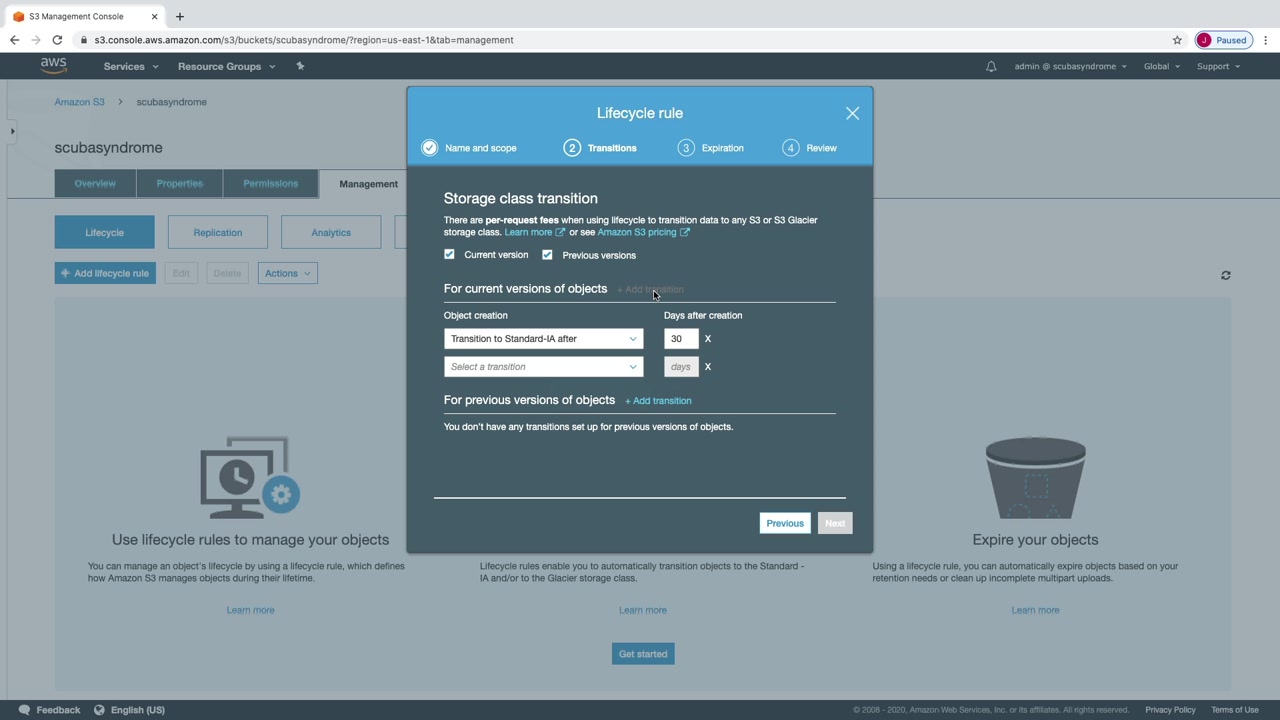 S3 Management Console
s3.console.aws.amazon.com/s3/buckets/scubasyndrome/?region=us-east-1&tab=management
J Paused
aws Services Resource Groups admin @ scubasyndrome Global Support
Amazon S3 > scubasyndrome
scubasyndrome
Overview Properties Permissions Management
Lifecycle Replication Analytics
Add lifecycle rule Edit Delete Actions
Lifecycle rule
Name and scope 2 Transitions 3 Expiration 4 Review
Storage class transition
There are per-request fees when using lifecycle to transition data to any S3 or S3 Glacier
storage class. Learn more or see Amazon S3 pricing
Current version Previous versions
For current versions of objects + Add transition
Object creation Days after creation
Transition to Standard-IA after 30 X
Select a transition days X
For previous versions of objects + Add transition
You don't have any transitions set up for previous versions of objects.
Previous Next
Use lifecycle rules to manage your objects
You can manage an object's lifecycle by using a lifecycle rule, which defines
how Amazon S3 manages objects during their lifetime.
Learn more
Lifecycle rules enable you to automatically transition objects to the Standard -
IA and/or to the Glacier storage class.
Learn more
Expire your objects
Using a lifecycle rule, you can automatically expire objects based on your
retention needs or clean up incomplete multipart uploads.
Learn more
Get started
Feedback English (US) © 2008 - 2020, Amazon Web Services, Inc. or its affiliates. All rights reserved. Privacy Policy Terms of Use